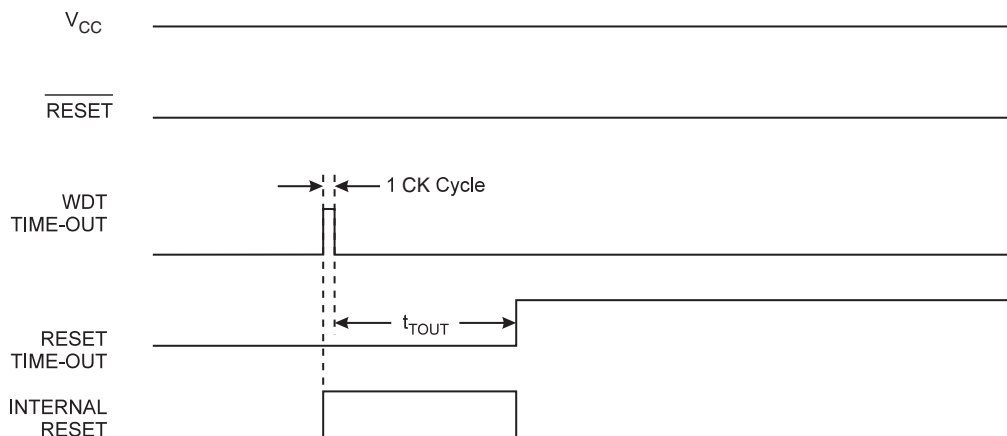 VCC
RESET
1 CK Cycle
WDT
TIME-OUT
tTOUT
RESET
TIME-OUT
INTERNAL
RESET